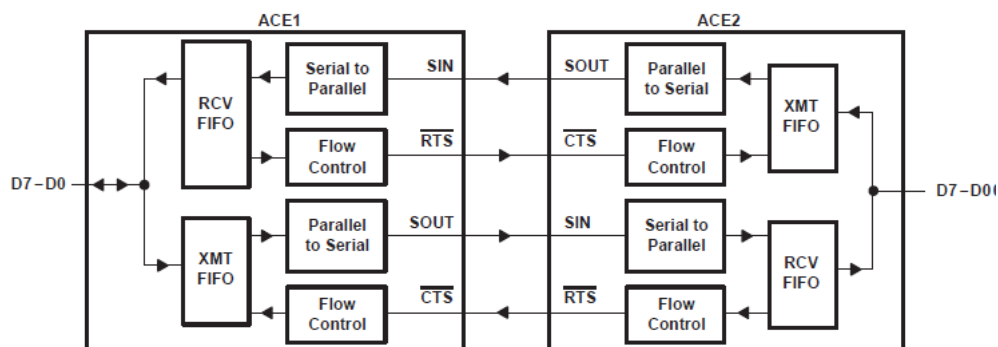 ACE1
ACE2
RCV
FIFO
Serial to
Parallel
SIN
SOUT
Parallel
to Serial
XMT
FIFO
Flow
Control
RTS
CTS
Flow
Control
D7–D0
D7–D00
XMT
FIFO
Parallel
to Serial
SOUT
SIN
Serial to
Parallel
RCV
FIFO
Flow
Control
CTS
RTS
Flow
Control